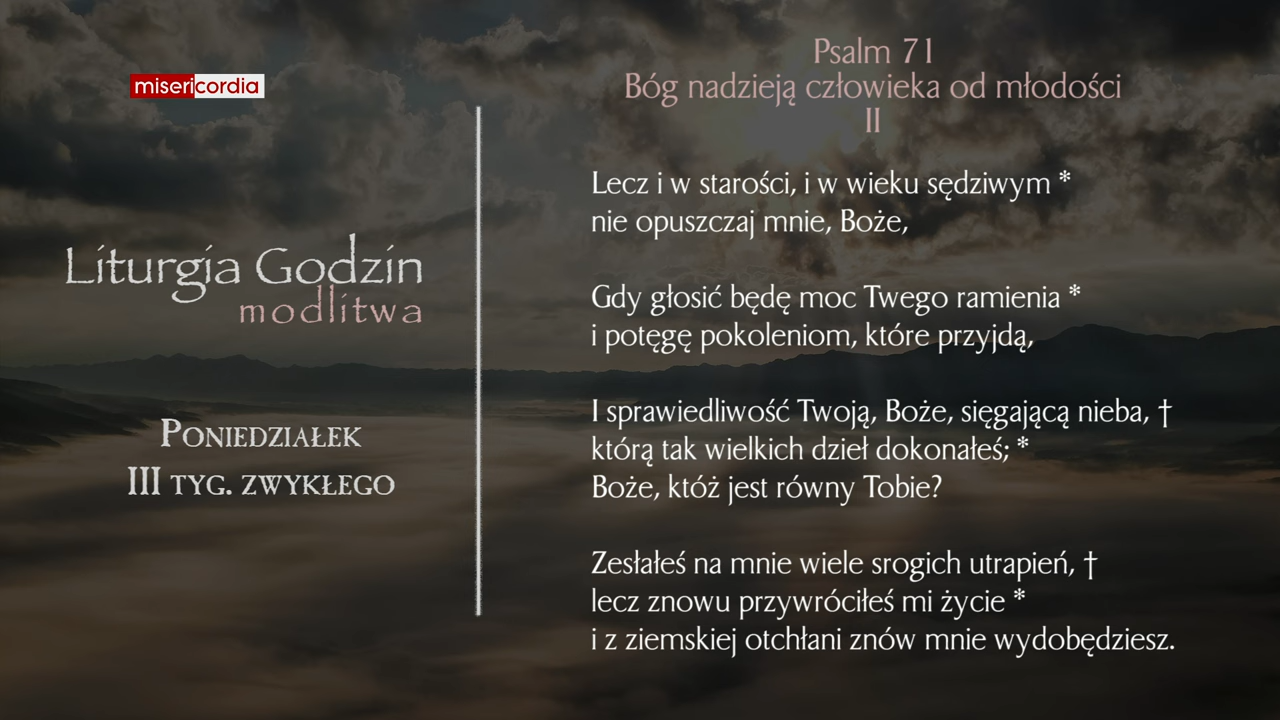 misericordia
Liturgia Godzin
modlitwa
Poniedziałek
III tyg. zwykłego
Psalm 71
Bóg nadzieją człowieka od młodości
II
Lecz i w starości, i w wieku sędziwym *
nie opuszczaj mnie, Boże,
Gdy głosić będę moc Twego ramienia *
i potęgę pokoleniom, które przyjdą,
I sprawiedliwość Twoją, Boże, sięgającą nieba, †
którą tak wielkich dzieł dokonałeś; *
Boże, któż jest równy Tobie?
Zesłałeś na mnie wiele srogich utrapień, †
lecz znowu przywróciłeś mi życie *
i z ziemskiej otchłani znów mnie wydobędziesz.